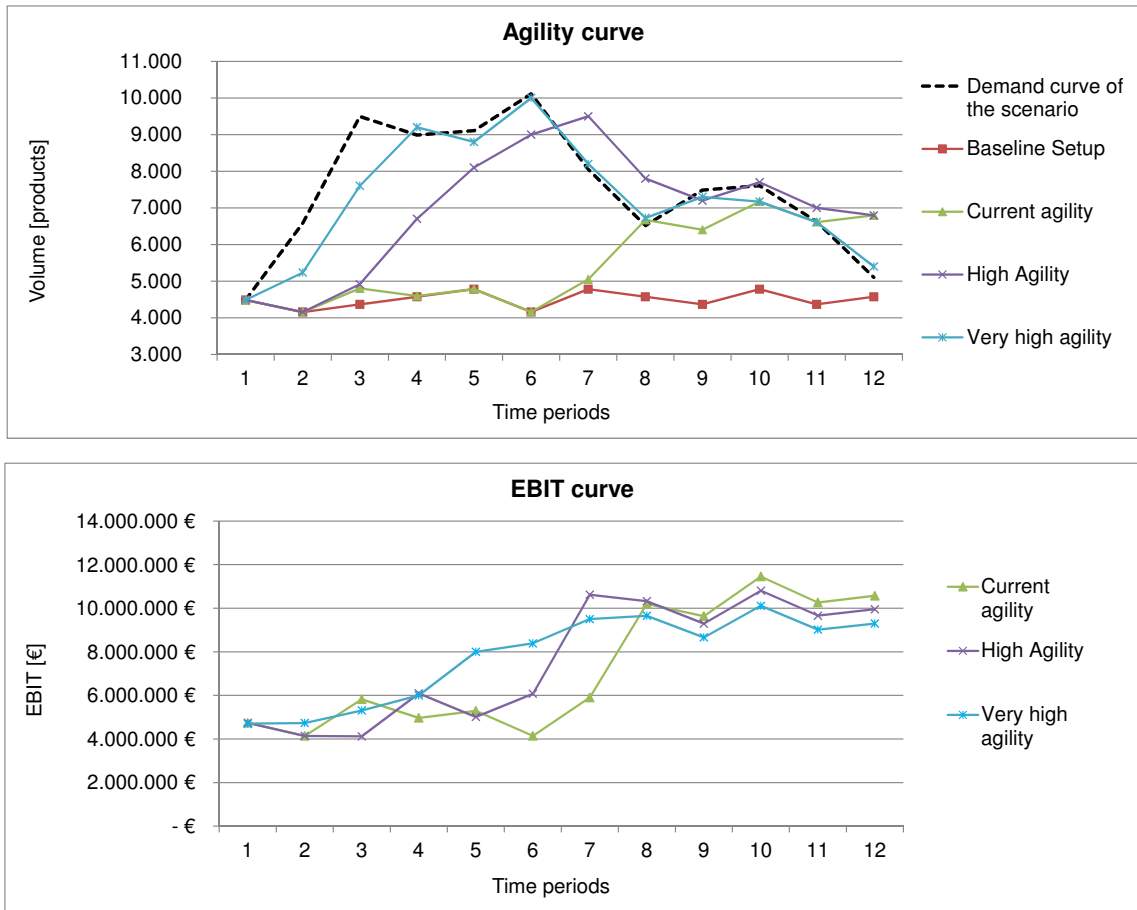 Agility curve
11.000
10.000
9.000
8.000
7.000
6.000
5.000
4.000
3.000
Volume [products]
1 2 3 4 5 6 7 8 9 10 11 12
Time periods
Demand curve of
the scenario
Baseline Setup
Current agility
High Agility
Very high agility
EBIT curve
14.000.000 €
12.000.000 €
10.000.000 €
8.000.000 €
6.000.000 €
4.000.000 €
2.000.000 €
- €
EBIT [€]
1 2 3 4 5 6 7 8 9 10 11 12
Time periods
Current
agility
High Agility
Very high
agility